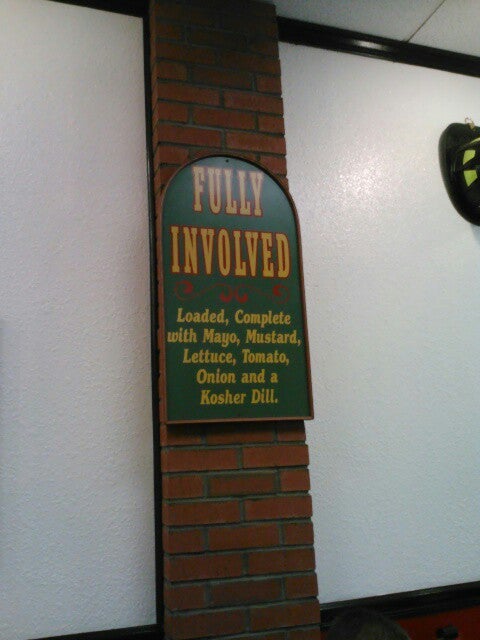 FULLY
INVOLVED
Loaded, Complete
with Mayo, Mustard,
Lettuce, Tomato,
Onion and a
Kosher Dill.